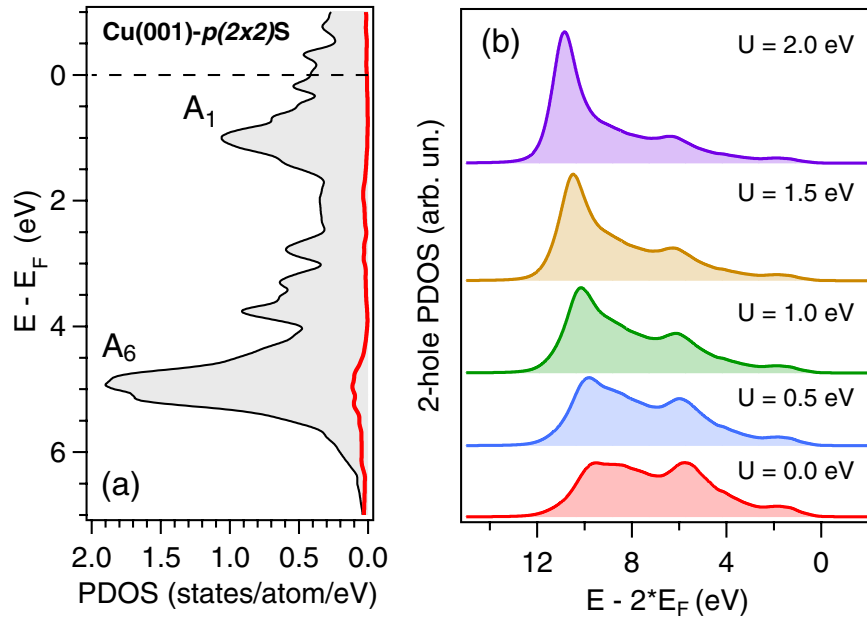 Cu(001)-p(2x2)S
A1
A6
(a)
0
2
4
6
E - EF (eV)
2.0 1.5 1.0 0.5 0.0
PDOS (states/atom/eV)
(b)
U = 2.0 eV
U = 1.5 eV
U = 1.0 eV
U = 0.5 eV
U = 0.0 eV
2-hole PDOS (arb. un.)
12 8 4 0
E - 2*EF (eV)